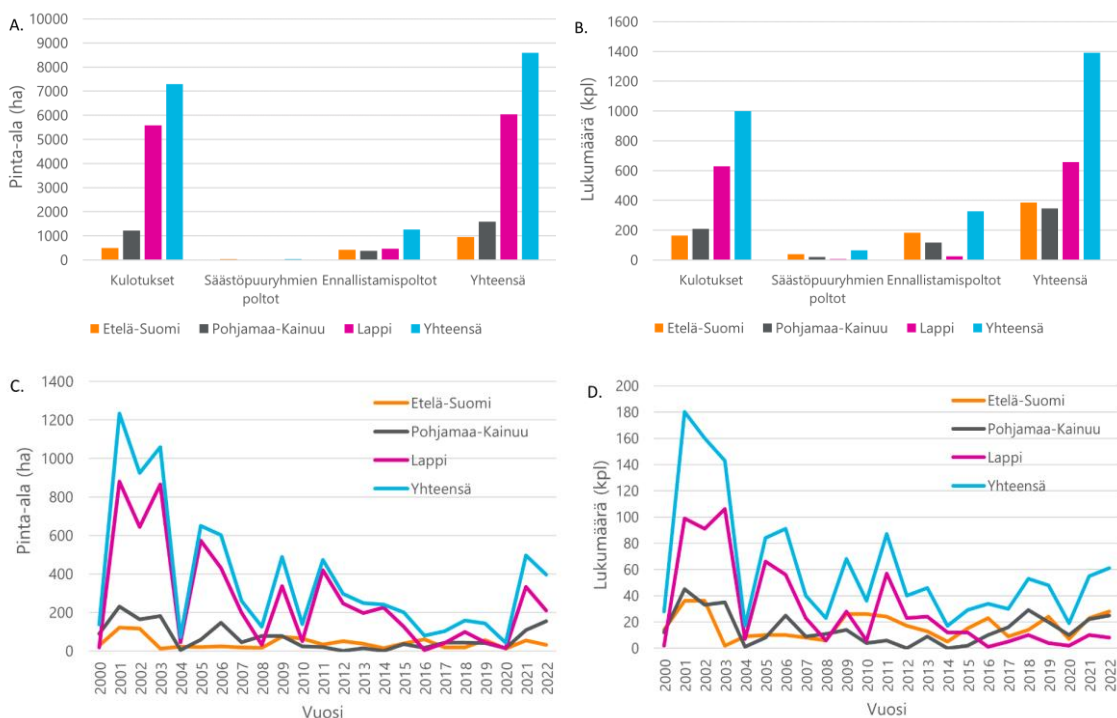 A.
Pinta-ala (ha)
10000
9000
8000
7000
6000
5000
4000
3000
2000
1000
0
Kulotukset
Säästöpuuryhmien
poltot
Ennallistamispoltot
Yhteensä
Etelä-Suomi
Pohjamaa-Kainuu
Lappi
Yhteensä
B.
Lukumäärä (kpl)
1600
1400
1200
1000
800
600
400
200
0
Kulotukset
Säästöpuuryhmien
poltot
Ennallistamispoltot
Yhteensä
Etelä-Suomi
Pohjamaa-Kainuu
Lappi
Yhteensä
C.
Pinta-ala (ha)
1400
1200
1000
800
600
400
200
0
Etelä-Suomi
Pohjamaa-Kainuu
Lappi
Yhteensä
2000
2001
2002
2003
2004
2005
2006
2007
2008
2009
2010
2011
2012
2013
2014
2015
2016
2017
2018
2019
2020
2021
2022
Vuosi
D.
Lukumäärä (kpl)
200
180
160
140
120
100
80
60
40
20
0
Etelä-Suomi
Pohjamaa-Kainuu
Lappi
Yhteensä
2000
2001
2002
2003
2004
2005
2006
2007
2008
2009
2010
2011
2012
2013
2014
2015
2016
2017
2018
2019
2020
2021
2022
Vuosi